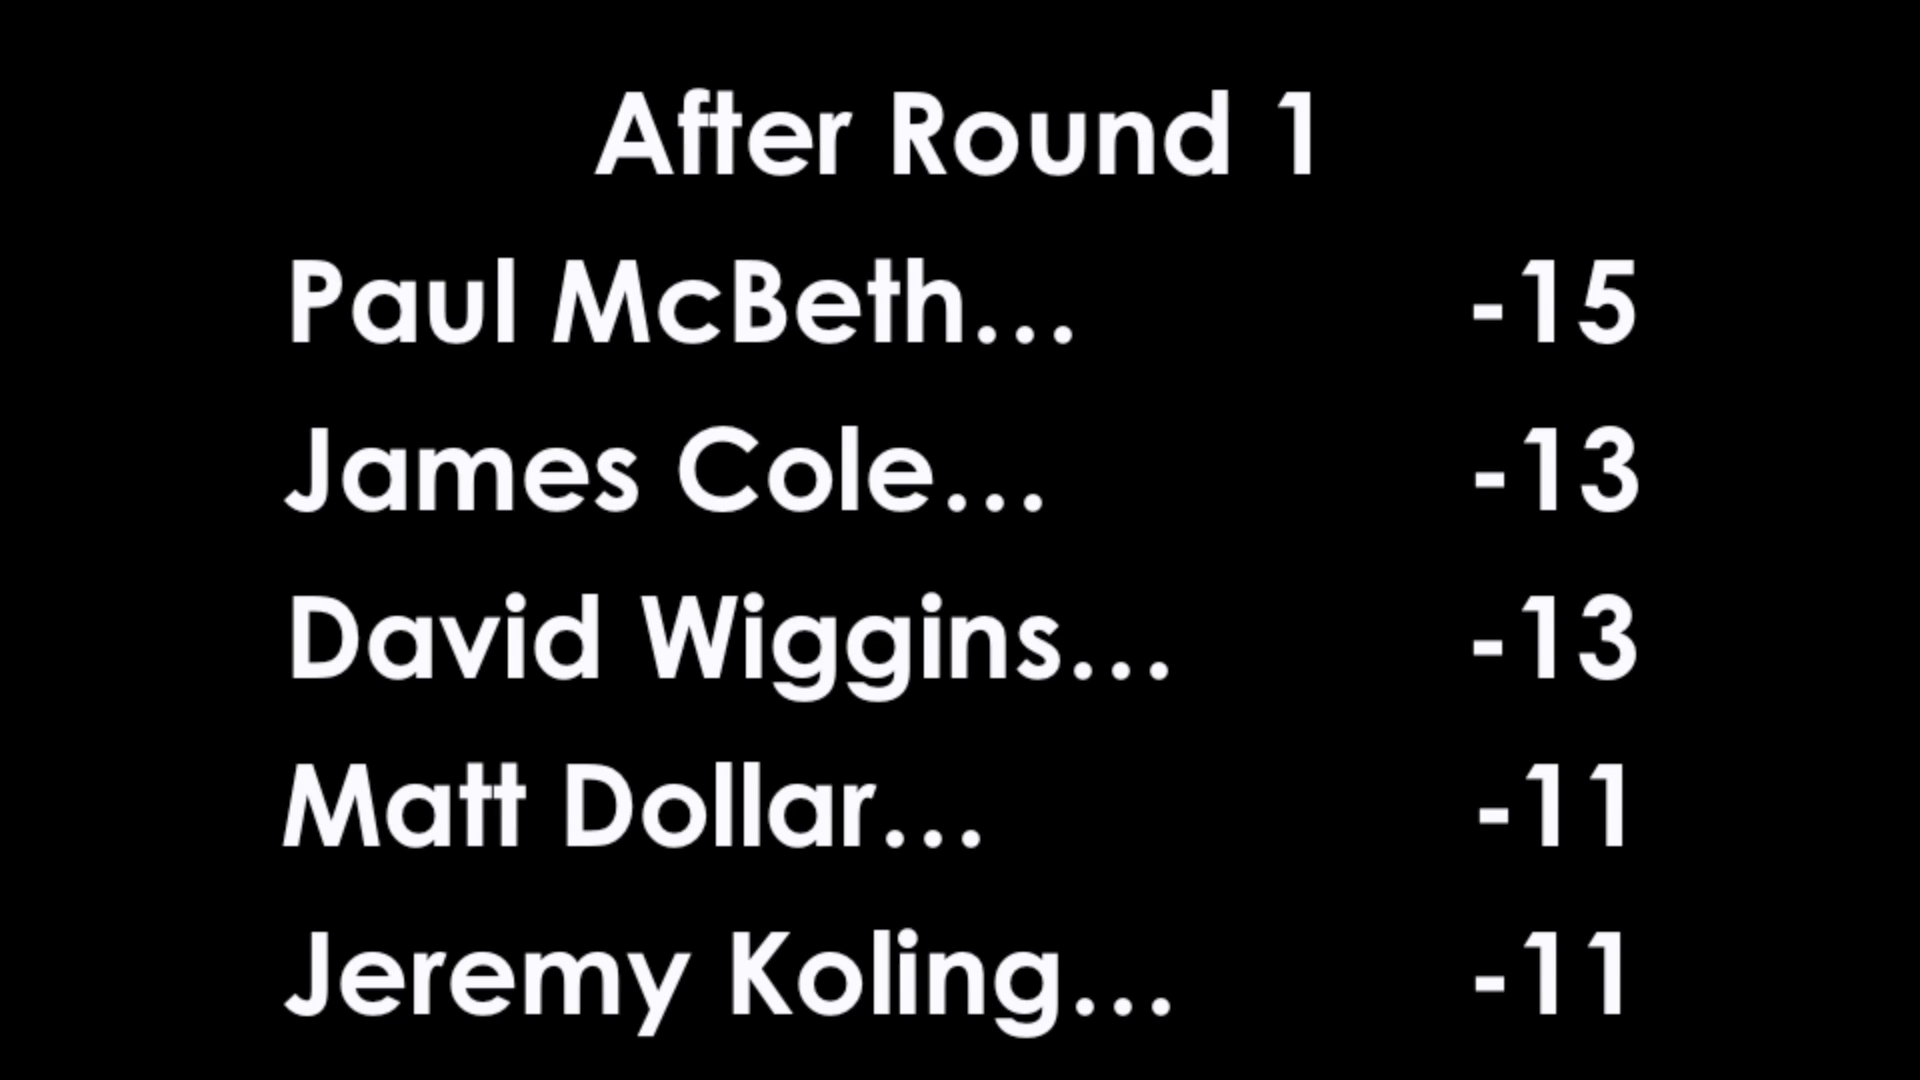 After Round 1
Paul McBeth... -15
James Cole... -13
David Wiggins... -13
Matt Dollar... -11
Jeremy Koling... -11